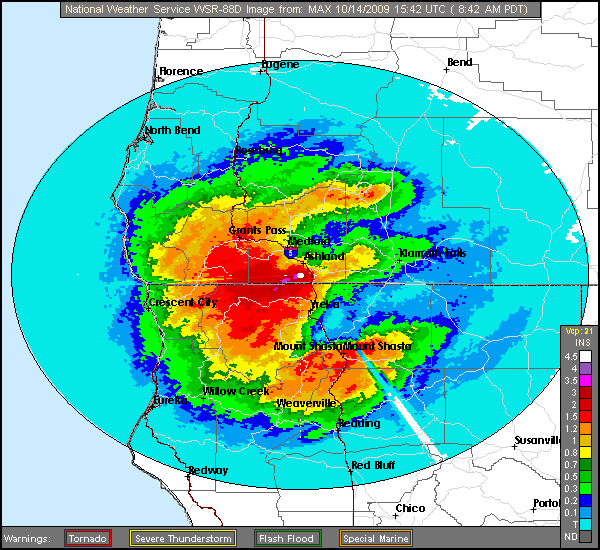 National Weather Service WSR-88D Image from: MAX 10/14/2009 15:42 UTC ( 8:42 AM PDT)
Eugene
Bend
Florence
North Bend
Roseburg
Grants Pass
Medford
5
Ashland
Klamath Falls
Crescent City
Yreka
Vcp: 21
INS
Mount Shasta Mount Shasta
4.5
4
3.5
3
2.5
2
1.5
1.2
1
0.8
0.7
0.5
0.3
0.2
0.1
T
ND
Willow Creek
Eureka
Weaverville
Redding
Susanvill
Redway
Red Bluff
Chico
Portol
Warnings:
Tornado
Severe Thunderstorm
Flash Flood
Special Marine